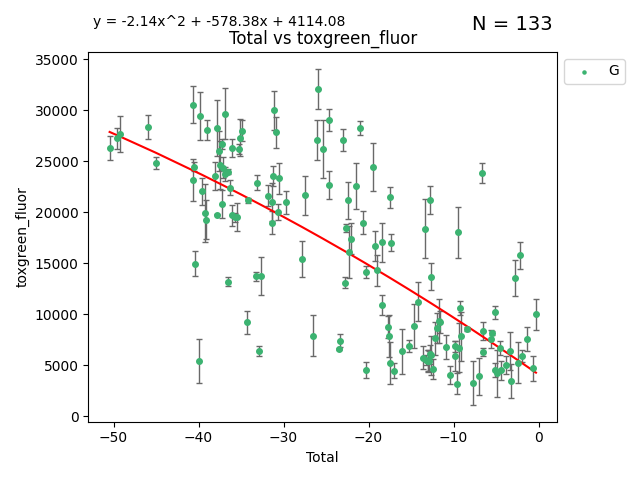 y = -2.14x^2 + -578.38x + 4114.08
N = 133
Total vs toxgreen_fluor
G
35000
30000
25000
20000
15000
10000
5000
0
toxgreen_fluor
−50 −40 −30 −20 −10 0
Total